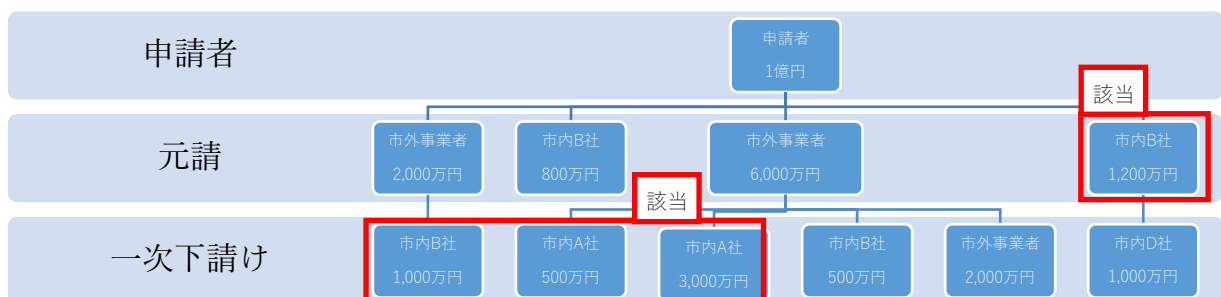 申請者
申請者
1億円
該当
元請
市外事業者
2,000万円
市内B社
800万円
市外事業者
6,000万円
市内B社
1,200万円
該当
一次下請け
市内B社
1,000万円
市内A社
500万円
市内A社
3,000万円
市内B社
500万円
市外事業者
2,000万円
市内D社
1,000万円